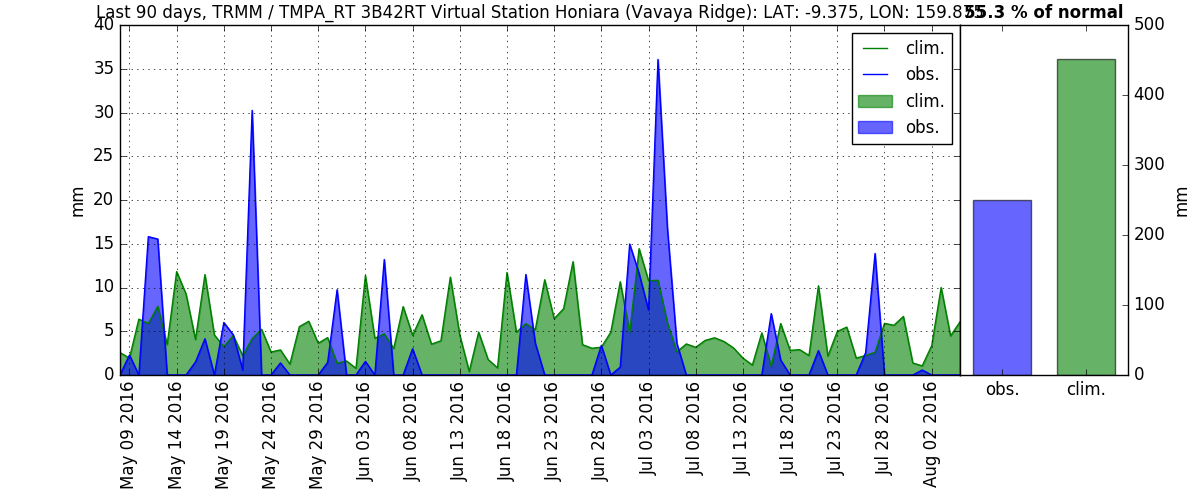 Last 90 days, TRMM / TMPA_RT 3B42RT Virtual Station Honiara (Vavaya Ridge): LAT: -9.375, LON: 159.875
55.3 % of normal
40
35
30
25
20
15
10
5
0
mm
clim.
obs.
clim.
obs.
May 09 2016
May 14 2016
May 19 2016
May 24 2016
May 29 2016
Jun 03 2016
Jun 08 2016
Jun 13 2016
Jun 18 2016
Jun 23 2016
Jun 28 2016
Jul 03 2016
Jul 08 2016
Jul 13 2016
Jul 18 2016
Jul 23 2016
Jul 28 2016
Aug 02 2016
500
400
300
200
100
0
mm
obs.
clim.